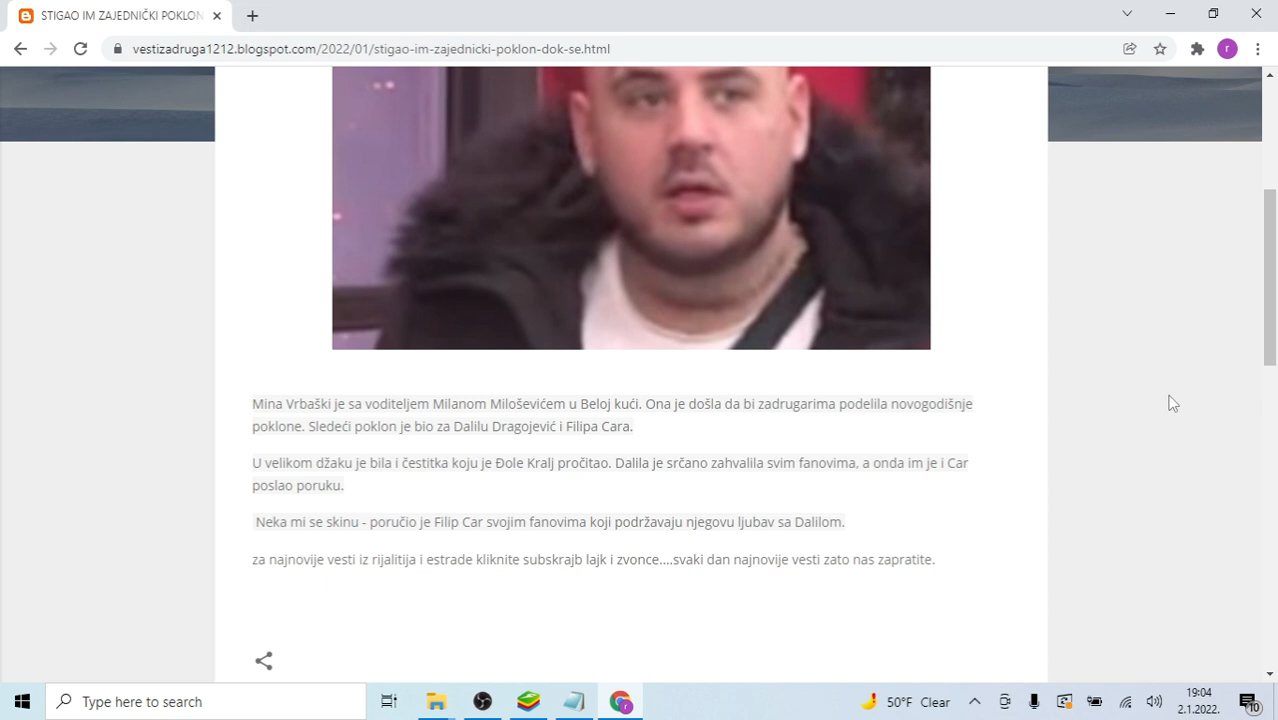 STIGAO IM ZAJEDNIČKI POKLON
vestizadruga1212.blogspot.com/2022/01/stigao-im-zajednicki-poklon-dok-se.html
r
Mina Vrbaški je sa voditeljem Milanom Miloševićem u Beloj kući. Ona je došla da bi zadrugarima podelila novogodišnje
poklone. Sledeći poklon je bio za Dalilu Dragojević i Filipa Cara.
U velikom džaku je bila i čestitka koju je Đole Kralj pročitao. Dalila je srčano zahvalila svim fanovima, a onda im je i Car
poslao poruku.
Neka mi se skinu - poručio je Filip Car svojim fanovima koji podržavaju njegovu ljubav sa Dalilom.
za najnovije vesti iz rijalitija i estrade kliknite subskrajb lajk i zvonce....svaki dan najnovije vesti zato nas zapratite.
Type here to search
50°F Clear
19:04
2.1.2022.
10